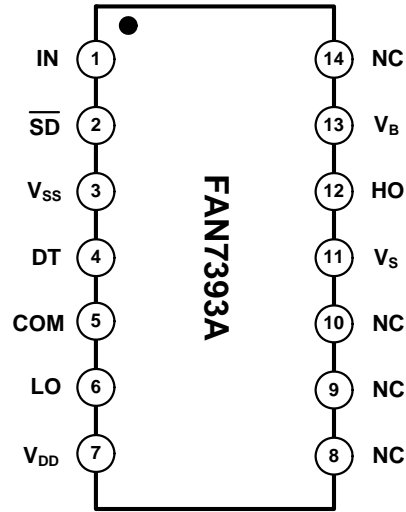 IN 1 14 NC
SD 2 13 VB
VSS 3 12 HO
DT 4 11 VS
COM 5 10 NC
LO 6 9 NC
VDD 7 8 NC
FAN7393A